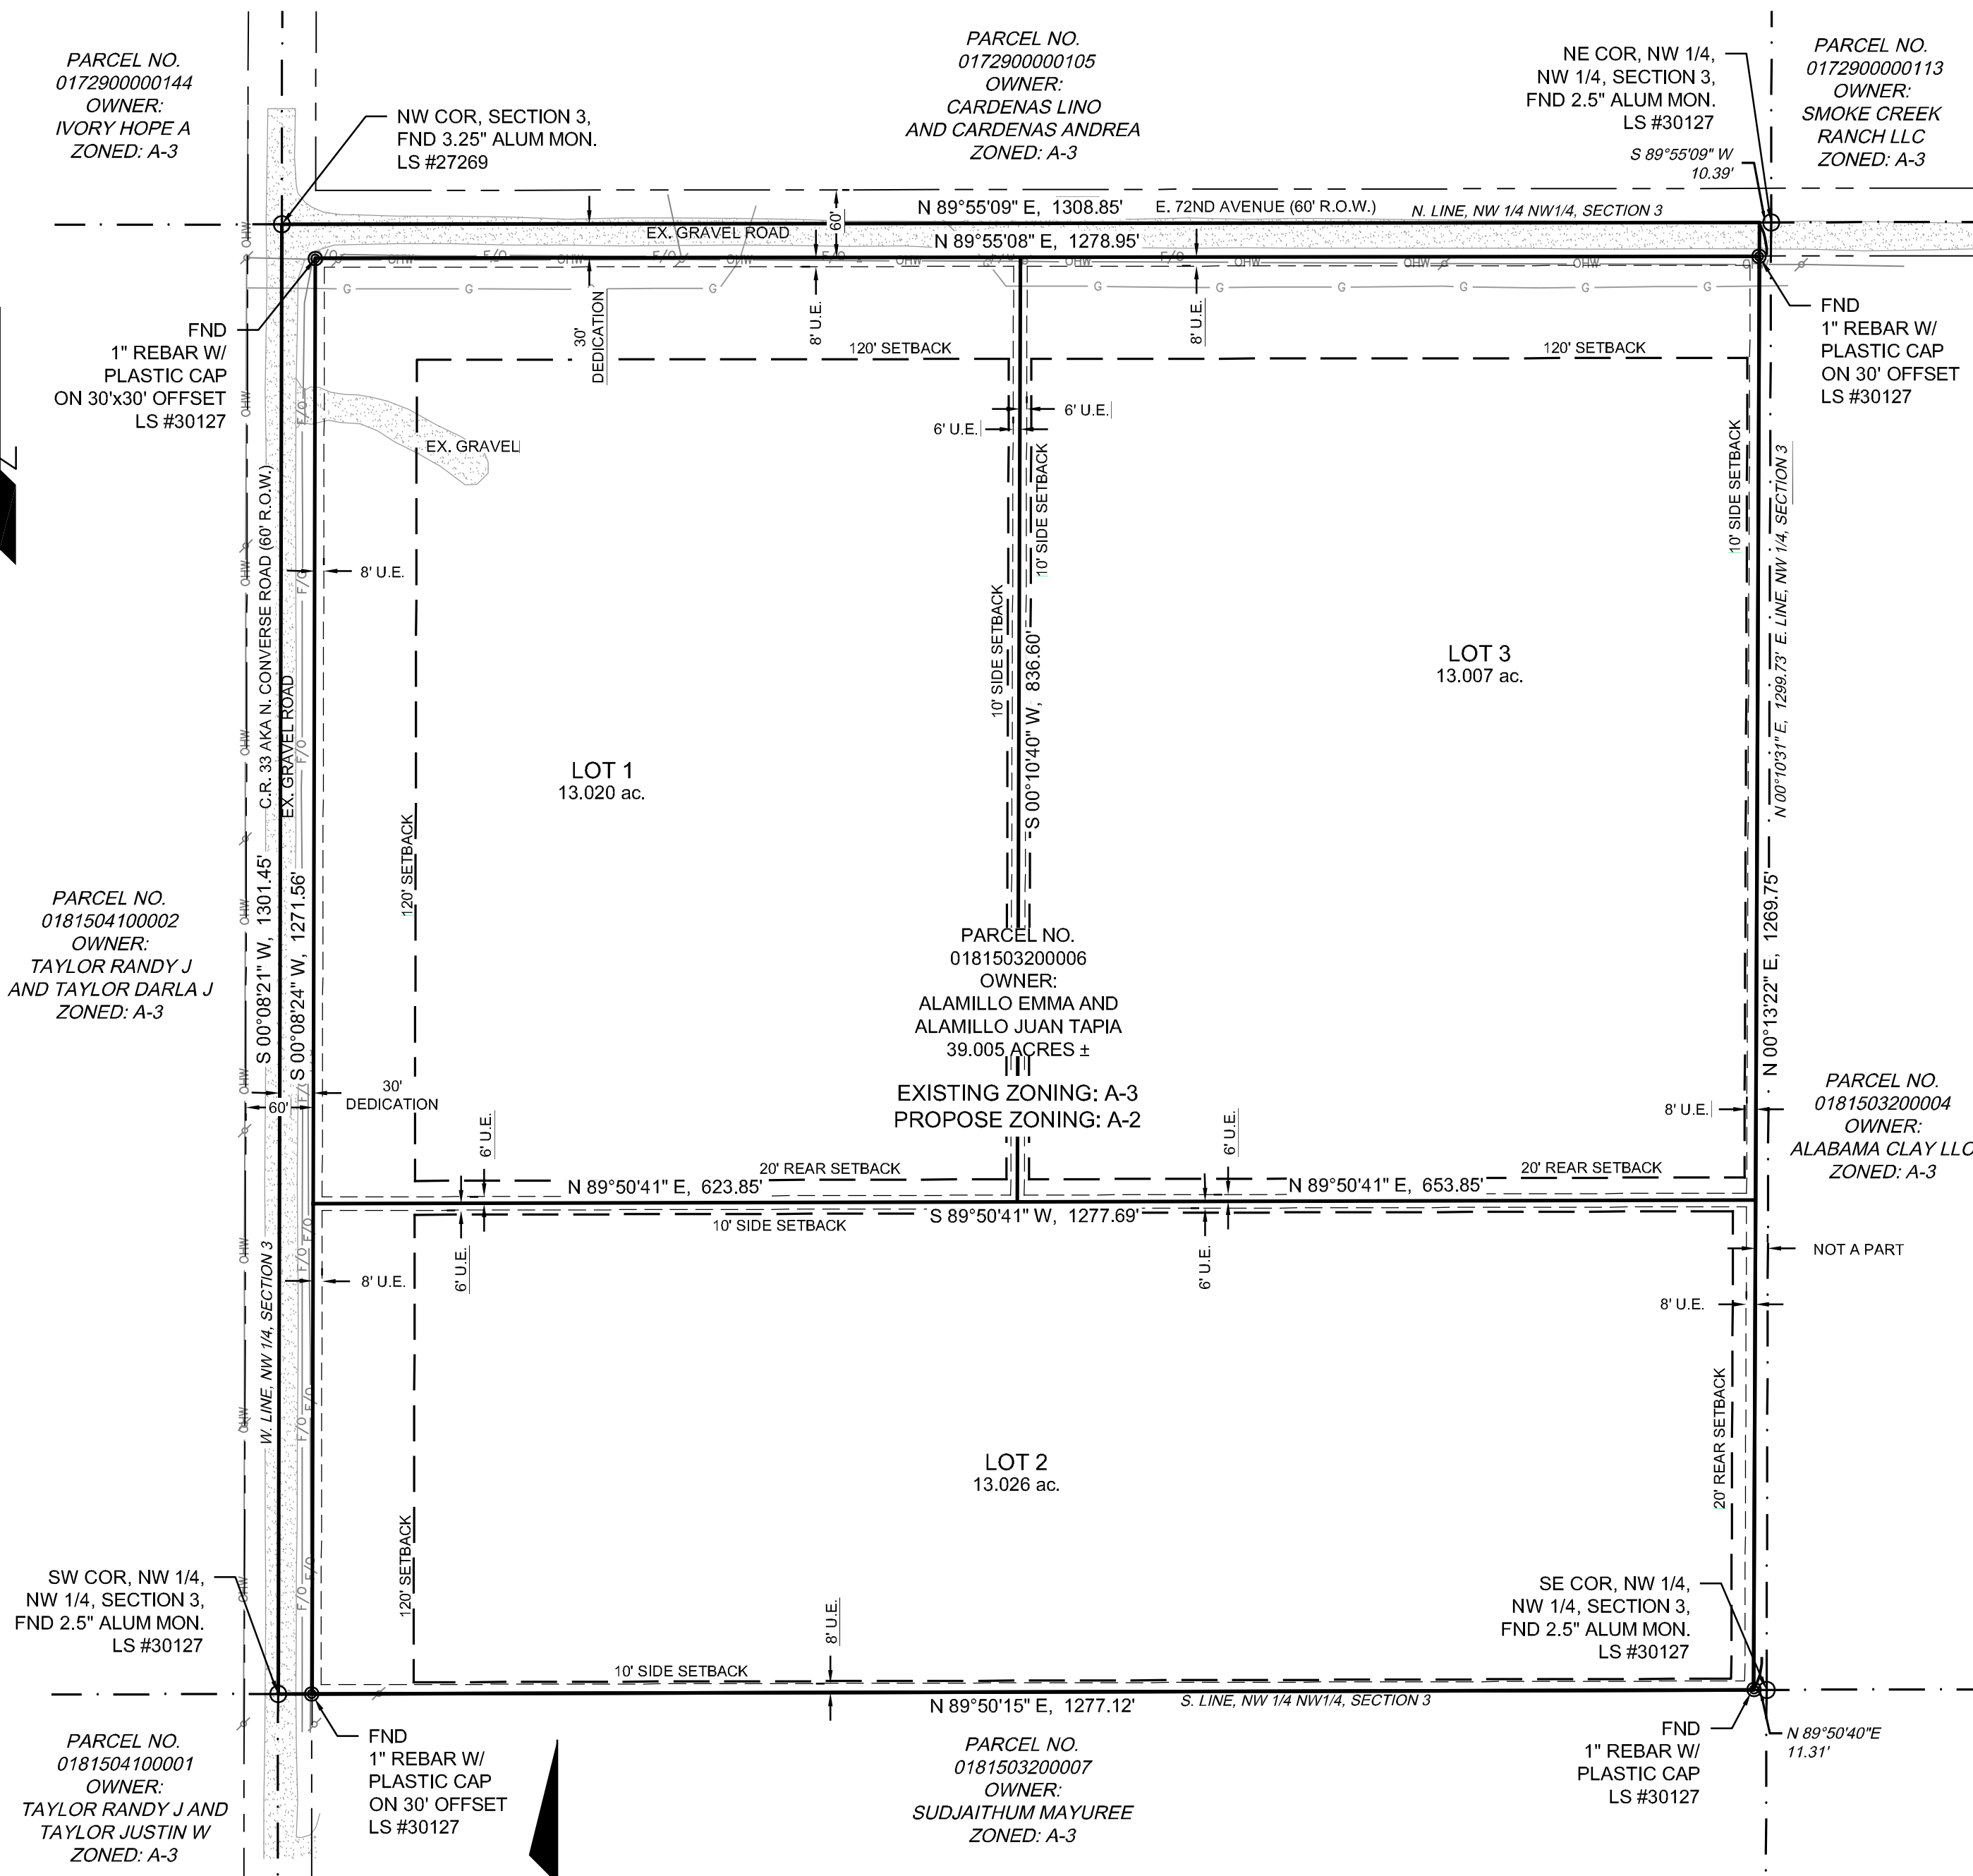 PARCEL NO.
0172900000144
OWNER:
IVORY HOPE A
ZONED: A-3
NW COR, SECTION 3,
FND 3.25" ALUM MON.
LS #27269
PARCEL NO.
0172900000105
OWNER:
CARDENAS LINO
AND CARDENAS ANDREA
ZONED: A-3
NE COR, NW 1/4,
NW 1/4, SECTION 3,
FND 2.5" ALUM MON.
LS #30127
S 89°55'09" W
10.39'
PARCEL NO.
0172900000113
OWNER:
SMOKE CREEK
RANCH LLC
ZONED: A-3
N 89°55'09" E, 1308.85'
E. 72ND AVENUE (60' R.O.W.)
N. LINE, NW 1/4 NW1/4, SECTION 3
60'
EX. GRAVEL ROAD
N 89°55'08" E, 1278.95'
F/O
OHW
F/O
OHW
F/O
OHW
OHW
F/O
OHW
F/O
OHW
OHW
OHW
G
G
G
G
G
G
G
G
G
G
FND
1" REBAR W/
PLASTIC CAP
ON 30'x30' OFFSET
LS #30127
30'
DEDICATION
8' U.E.
8' U.E.
FND
1" REBAR W/
PLASTIC CAP
ON 30' OFFSET
LS #30127
120' SETBACK
120' SETBACK
6' U.E.
6' U.E.
EX. GRAVEL
10' SIDE SETBACK
10' SIDE SETBACK
10' SIDE SETBACK
N 00°10'31" E, 1299.73' E. LINE, NW 1/4, SECTION 3
C.R. 33 AKA N. CONVERSE ROAD (60' R.O.W.)
EX. GRAVEL ROAD
8' U.E.
S 00°10'40" W, 836.60'
LOT 3
13.007 ac.
LOT 1
13.020 ac.
120' SETBACK
S 00°08'21" W, 1301.45'
S 00°08'24" W, 1271.56'
N 00°13'22" E, 1269.75'
PARCEL NO.
0181504100002
OWNER:
TAYLOR RANDY J
AND TAYLOR DARLA J
ZONED: A-3
PARCEL NO.
0181503200006
OWNER:
ALAMILLO EMMA AND
ALAMILLO JUAN TAPIA
39.005 ACRES ±
EXISTING ZONING: A-3
PROPOSE ZONING: A-2
60'
30'
DEDICATION
6' U.E.
6' U.E.
8' U.E.
PARCEL NO.
0181503200004
OWNER:
ALABAMA CLAY LLC
ZONED: A-3
20' REAR SETBACK
20' REAR SETBACK
N 89°50'41" E, 623.85'
N 89°50'41" E, 653.85'
S 89°50'41" W, 1277.69'
10' SIDE SETBACK
6' U.E.
6' U.E.
NOT A PART
8' U.E.
8' U.E.
W. LINE, NW 1/4, SECTION 3
LOT 2
13.026 ac.
20' REAR SETBACK
120' SETBACK
SW COR, NW 1/4,
NW 1/4, SECTION 3,
FND 2.5" ALUM MON.
LS #30127
SE COR, NW 1/4,
NW 1/4, SECTION 3,
FND 2.5" ALUM MON.
LS #30127
8' U.E.
10' SIDE SETBACK
N 89°50'15" E, 1277.12'
S. LINE, NW 1/4 NW1/4, SECTION 3
N 89°50'40"E
11.31'
PARCEL NO.
0181504100001
OWNER:
TAYLOR RANDY J AND
TAYLOR JUSTIN W
ZONED: A-3
FND
1" REBAR W/
PLASTIC CAP
ON 30' OFFSET
LS #30127
PARCEL NO.
0181503200007
OWNER:
SUDJAITHUM MAYUREE
ZONED: A-3
FND
1" REBAR W/
PLASTIC CAP
LS #30127